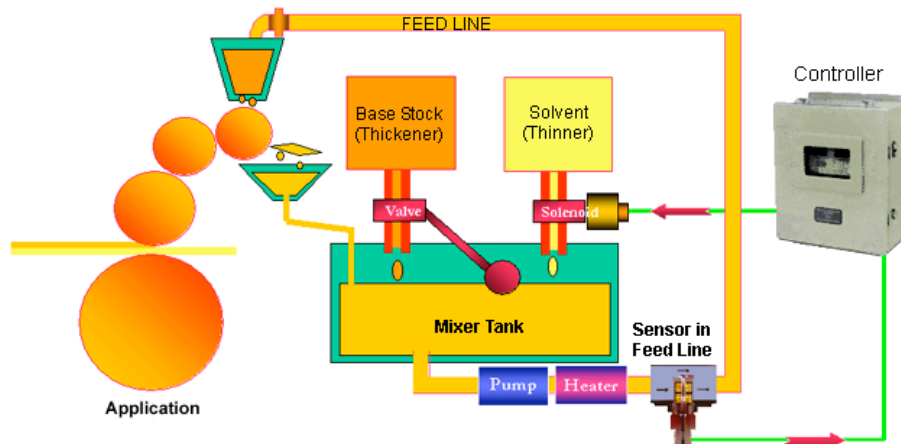 FEED LINE
Controller
Base Stock
(Thickener)
Solvent
(Thinner)
Valve
Solenoid
Mixer Tank
Sensor in
Feed Line
Pump
Heater
Application